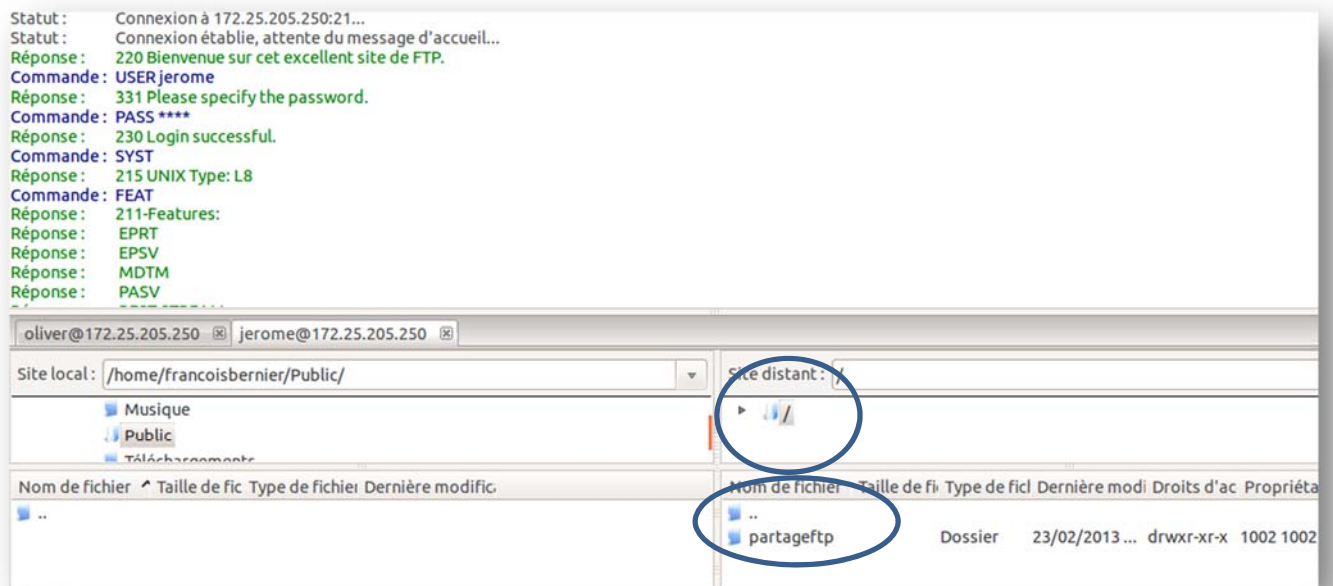 Statut : Connexion à 172.25.205.250:21...
Statut : Connexion établie, attente du message d'accueil...
Réponse : 220 Bienvenue sur cet excellent site de FTP.
Commande : USER jerome
Réponse : 331 Please specify the password.
Commande : PASS ****
Réponse : 230 Login successful.
Commande : SYST
Réponse : 215 UNIX Type: L8
Commande : FEAT
Réponse : 211-Features:
Réponse : EPRT
Réponse : EPSV
Réponse : MDTM
Réponse : PASV
oliver@172.25.205.250 jerome@172.25.205.250
Site local : /home/francoisbernier/Public/
Site distant : /
Musique
Public
Téléchargements
/
Nom de fichier Taille de fic Type de fichier Dernière modific.
..
Nom de fichier Taille de fi Type de ficl Dernière modi Droits d'ac Propriéta
..
partageftp Dossier 23/02/2013 ... drwxr-xr-x 1002 1002